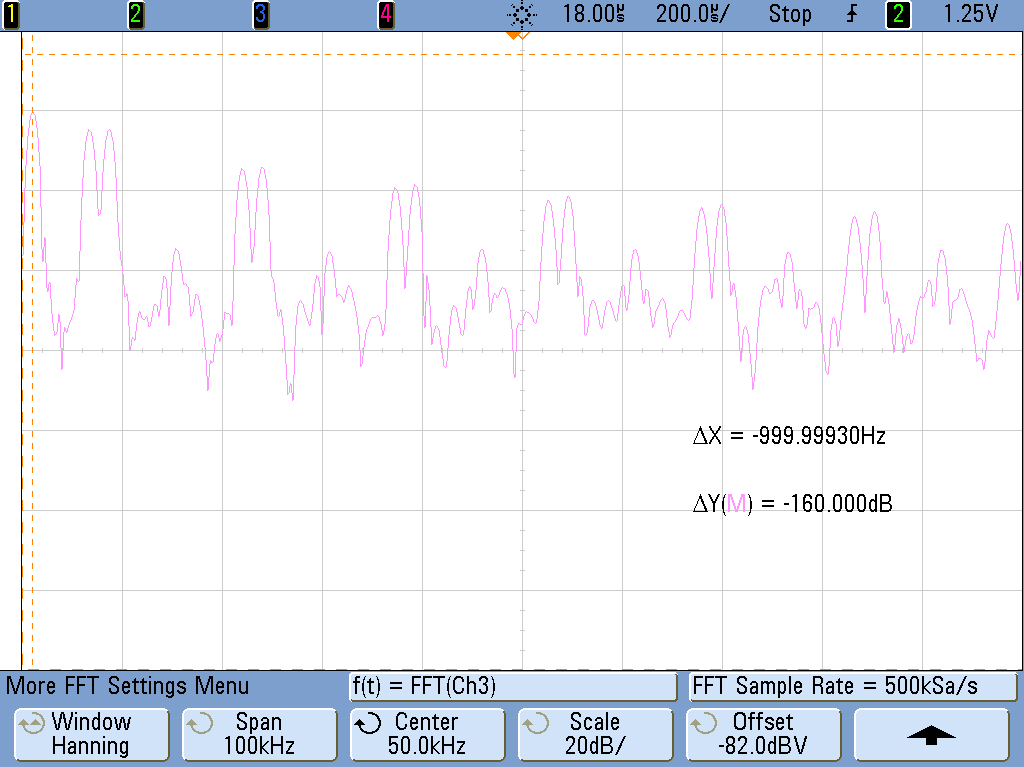 1 2 3 4 18.00㎲ 200.0㎲/ Stop 2 1.25V
ΔX = -999.99930Hz
ΔY(M) = -160.000dB
More FFT Settings Menu f(t) = FFT(Ch3) FFT Sample Rate = 500kSa/s
Window Span Center Scale Offset
Hanning 100kHz 50.0kHz 20dB/ -82.0dBV